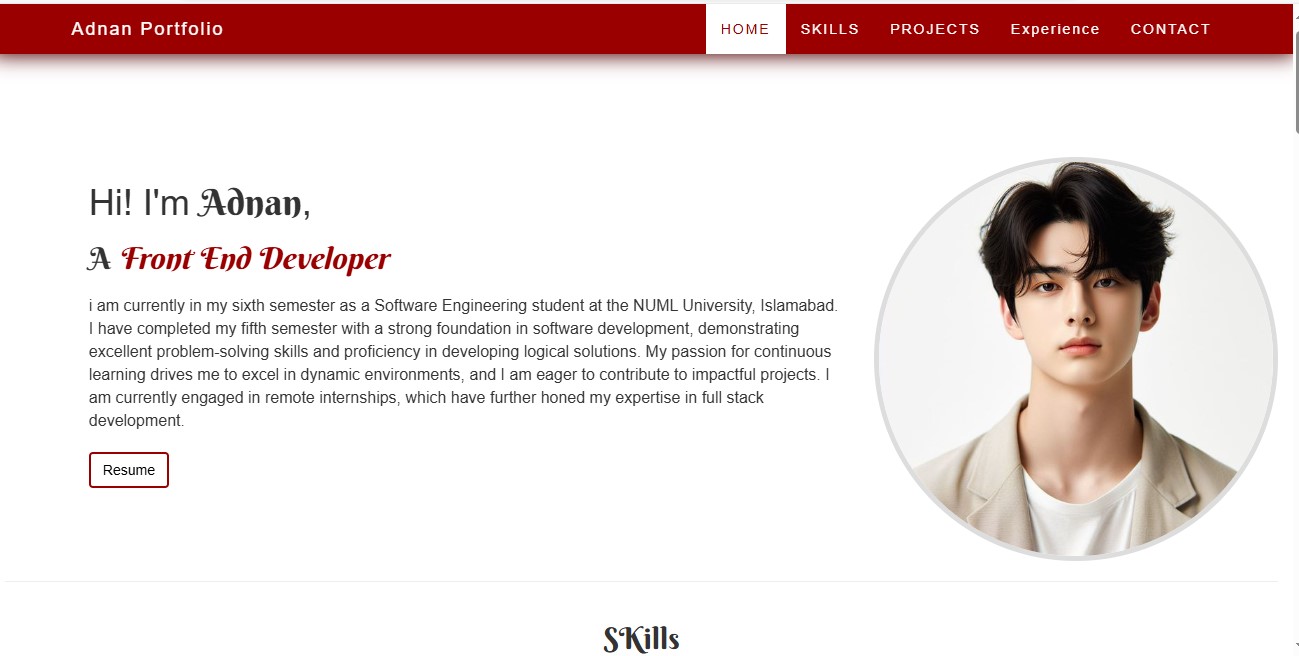 Adnan Portfolio
HOME SKILLS PROJECTS Experience CONTACT
Hi! I'm Adnan,
A Front End Developer
i am currently in my sixth semester as a Software Engineering student at the NUML University, Islamabad.
I have completed my fifth semester with a strong foundation in software development, demonstrating
excellent problem-solving skills and proficiency in developing logical solutions. My passion for continuous
learning drives me to excel in dynamic environments, and I am eager to contribute to impactful projects. I
am currently engaged in remote internships, which have further honed my expertise in full stack
development.
Resume
SKills